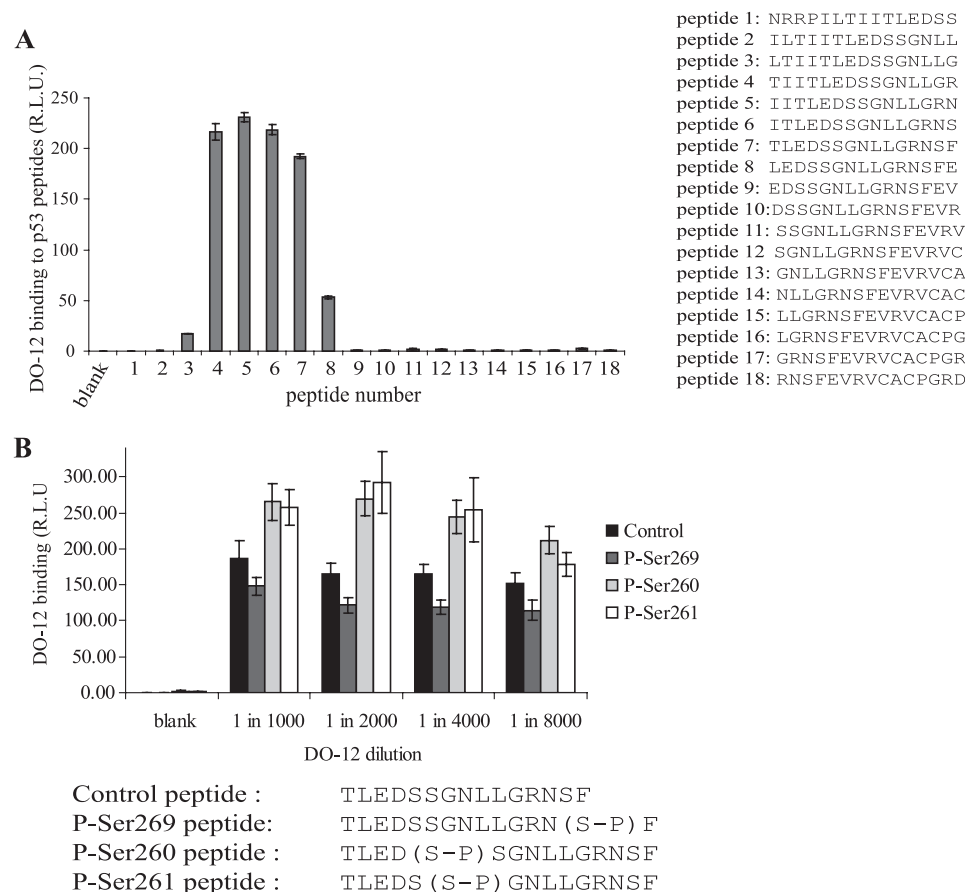 A
DO-12 binding to p53 peptides (R.L.U.)
250
200
150
100
50
0
blank 1 2 3 4 5 6 7 8 9 10 11 12 13 14 15 16 17 18
peptide number
peptide 1: NRRPILTIITLEDSS
peptide 2 ILTIITLEDSSGNLL
peptide 3: LTIITLEDSSGNLLG
peptide 4: TIITLEDSSGNLLGR
peptide 5: IITLEDSSGNLLGRN
peptide 6 ITLEDSSGNLLGRNS
peptide 7: TLEDSSGNLLGRNSF
peptide 8 LEDSSGNLLGRNSFE
peptide 9: EDSSGNLLGRNSFEV
peptide 10:DSSGNLLGRNSFEVR
peptide 11: SSGNLLGRNSFEVRV
peptide 12 SGNLLGRNSFEVRVC
peptide 13: GNLLGRNSFEVRVCA
peptide 14: NLLGRNSFEVRVCAC
peptide 15: LLGRNSFEVRVCACP
peptide 16: LGRNSFEVRVCACPG
peptide 17: GRNSFEVRVCACPGR
peptide 18: RNSFEVRVCACPGRD
B
DO-12 binding (R.L.U
300.00
250.00
200.00
150.00
100.00
50.00
0.00
blank 1 in 1000 1 in 2000 1 in 4000 1 in 8000
DO-12 dilution
Control
P-Ser269
P-Ser260
P-Ser261
Control peptide : TLEDSSGNLLGRNSF
P-Ser269 peptide: TLEDSSGNLLGRN(S-P)F
P-Ser260 peptide: TLED(S-P)SGNLLGRNSF
P-Ser261 peptide: TLEDS(S-P)GNLLGRNSF